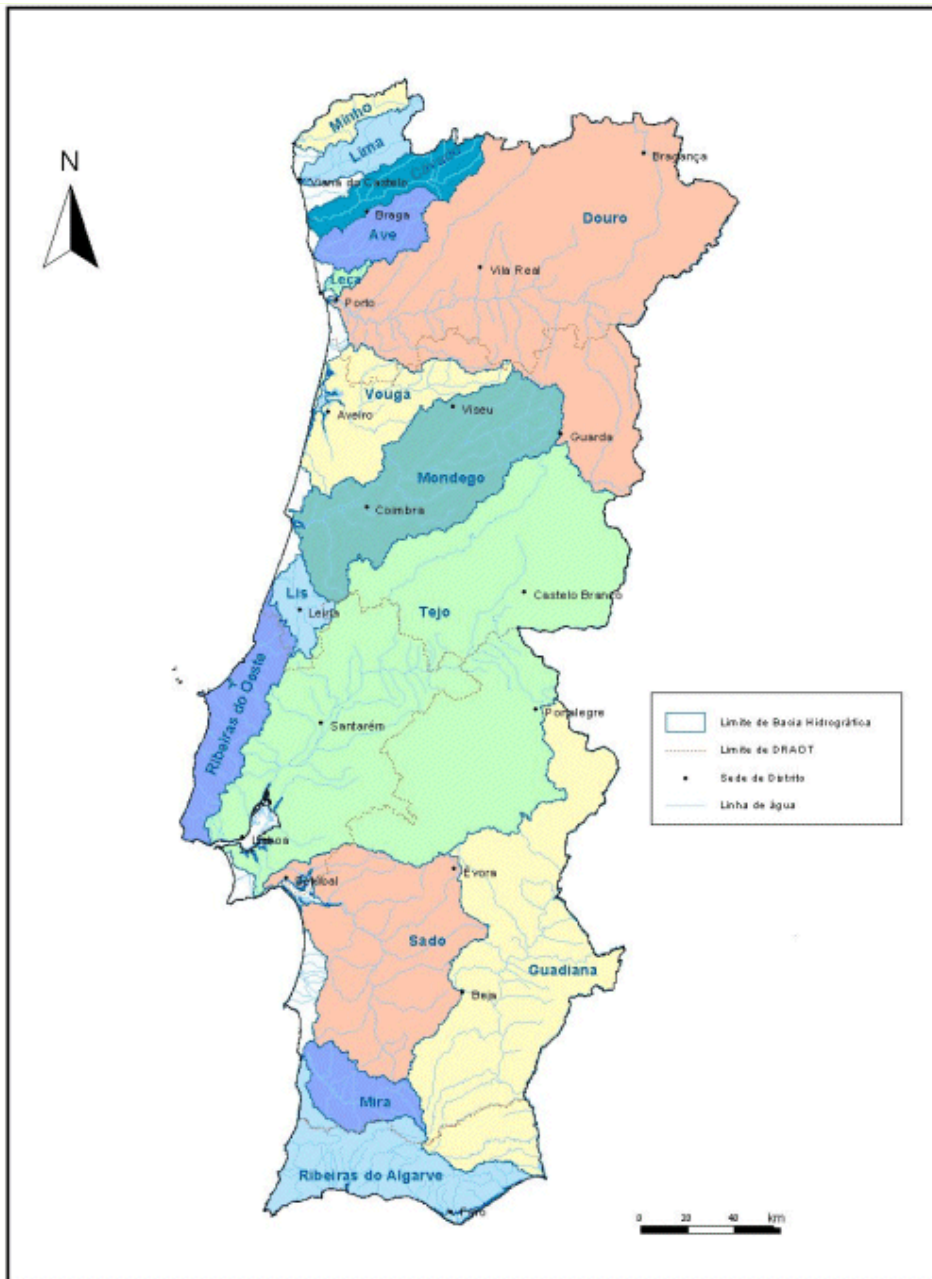 N
Minho
Lima
Viana do Castelo
Cávado
Bragança
Braga
Ave
Douro
Vila Real
Leça
Porto
Vouga
Aveiro
Viseu
Guarda
Mondego
Coimbra
Lis
Leiria
Tejo
Castelo Branco
Ribeiras do Oeste
Santarém
Portalegre
Limite de Bacia Hidrográfica
Limite de DRAOT
Sede de Distrito
Linha de água
Lisboa
Setúbal
Évora
Sado
Guadiana
Beja
Mira
Ribeiras do Algarve
Faro
0 20 40 km